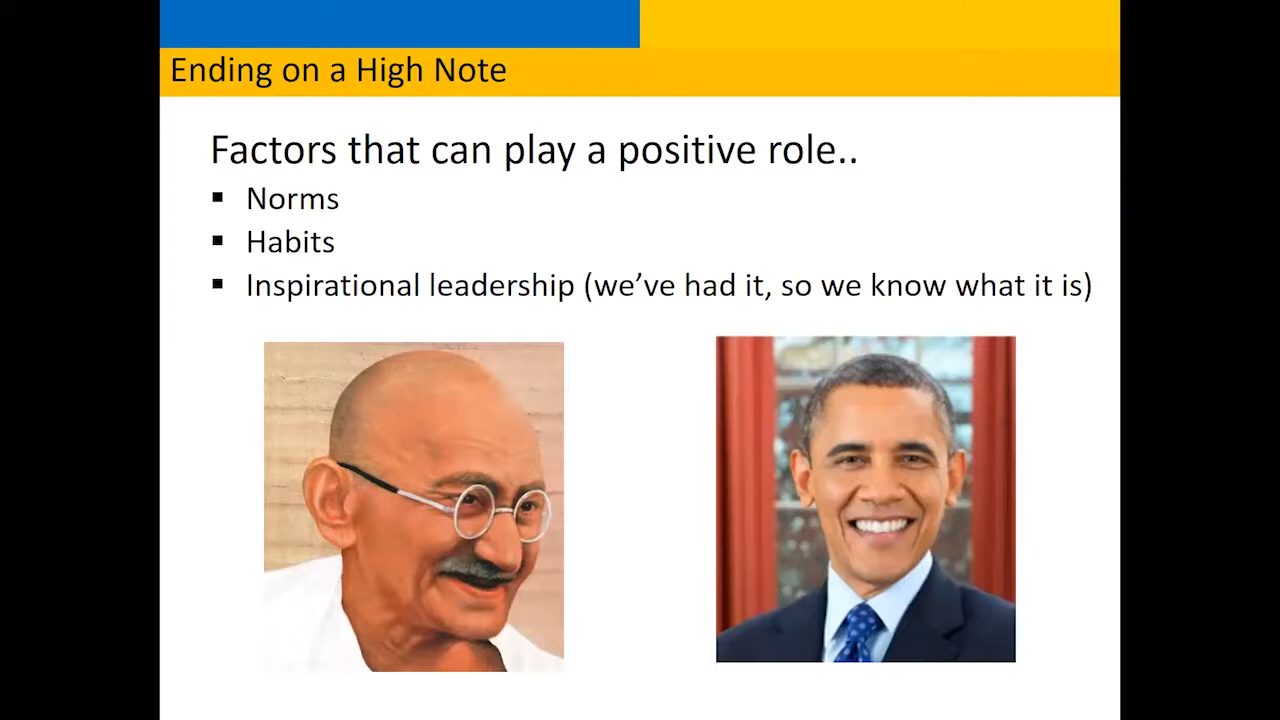 Ending on a High Note
Factors that can play a positive role..
▪ Norms
▪ Habits
▪ Inspirational leadership (we’ve had it, so we know what it is)